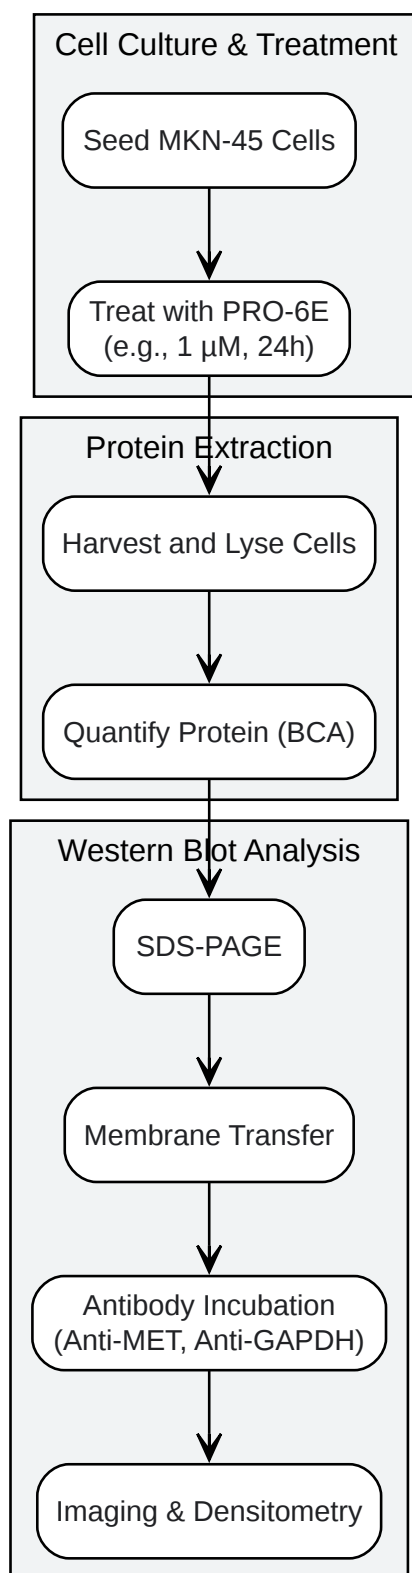 Cell Culture & Treatment
Seed MKN-45 Cells
Treat with PRO-6E
(e.g., 1 µM, 24h)
Protein Extraction
Harvest and Lyse Cells
Quantify Protein (BCA)
Western Blot Analysis
SDS-PAGE
Membrane Transfer
Antibody Incubation
(Anti-MET, Anti-GAPDH)
Imaging & Densitometry